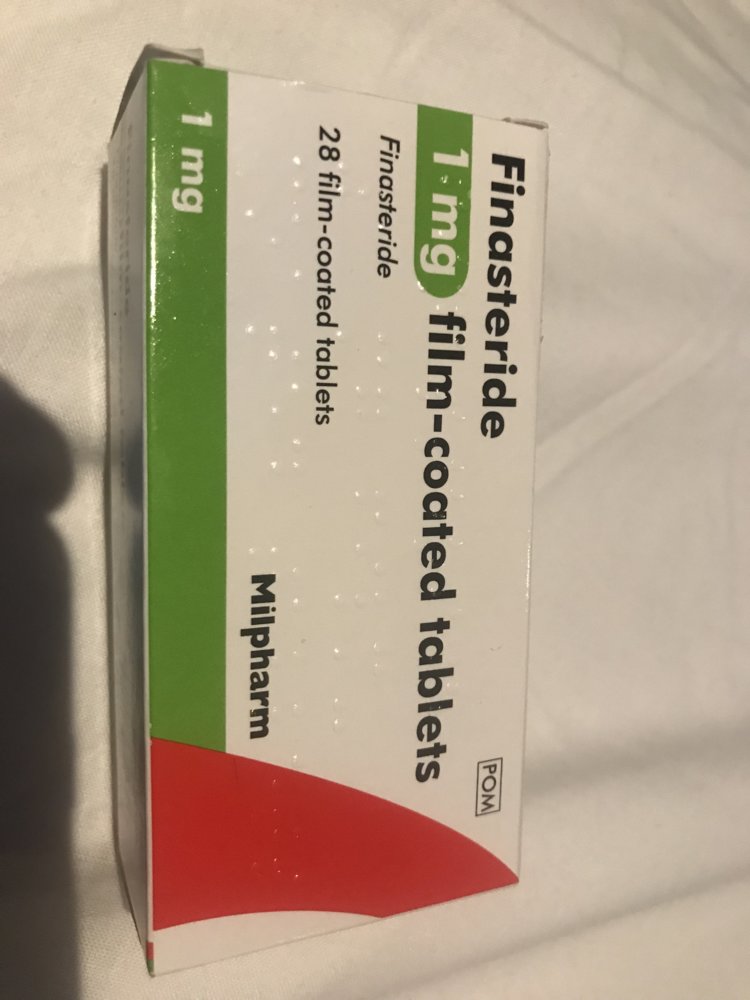 Finasteride
1 mg film-coated tablets
POM
Finasteride
28 film-coated tablets
Milpharm
1 mg